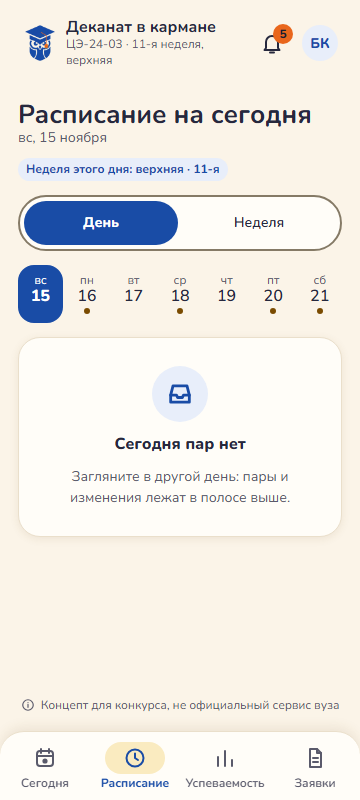 Деканат в кармане
ЦЭ-24-03 · 11-я неделя,
верхняя
5
БК
Расписание на сегодня
вс, 15 ноября
Неделя этого дня: верхняя · 11-я
День
Неделя
вс пн вт ср чт пт сб
15 16 17 18 19 20 21
Сегодня пар нет
Загляните в другой день: пары и
изменения лежат в полосе выше.
Концепт для конкурса, не официальный сервис вуза
Сегодня Расписание Успеваемость Заявки